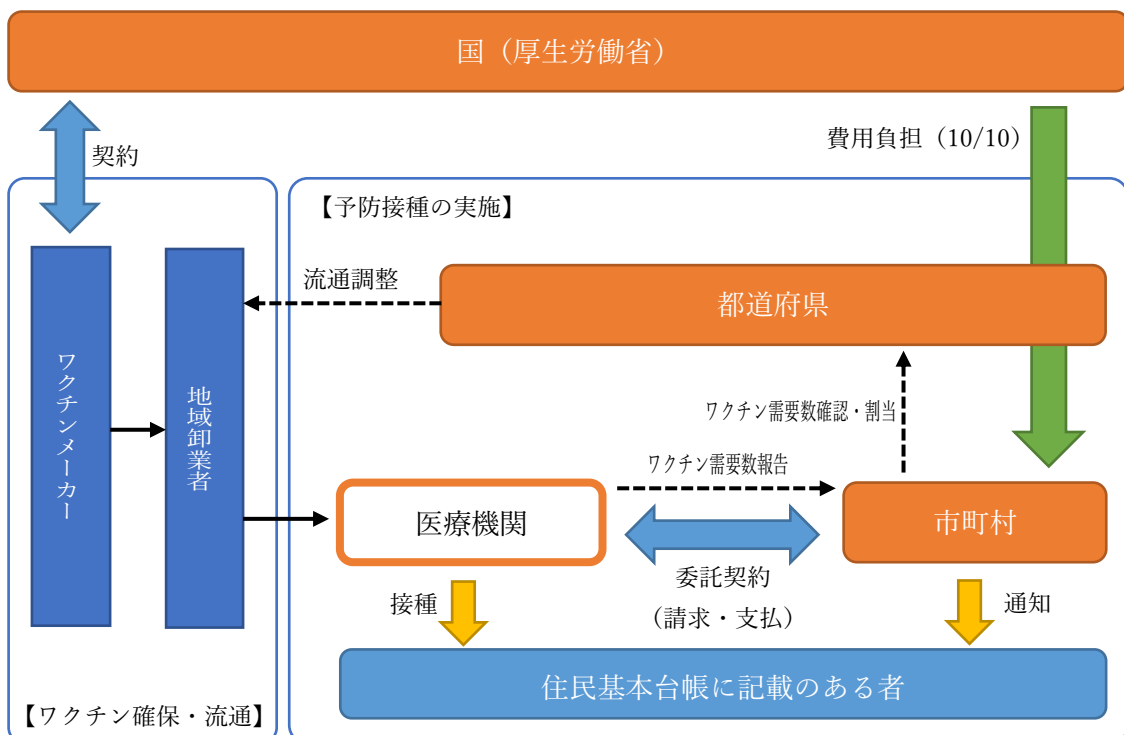 国（厚生労働省）
契約
費用負担（10/10）
【予防接種の実施】
流通調整
都道府県
ワクチンメーカー
地域卸業者
ワクチン需要数確認・割当
ワクチン需要数報告
医療機関
市町村
委託契約
（請求・支払）
接種
通知
住民基本台帳に記載のある者
【ワクチン確保・流通】